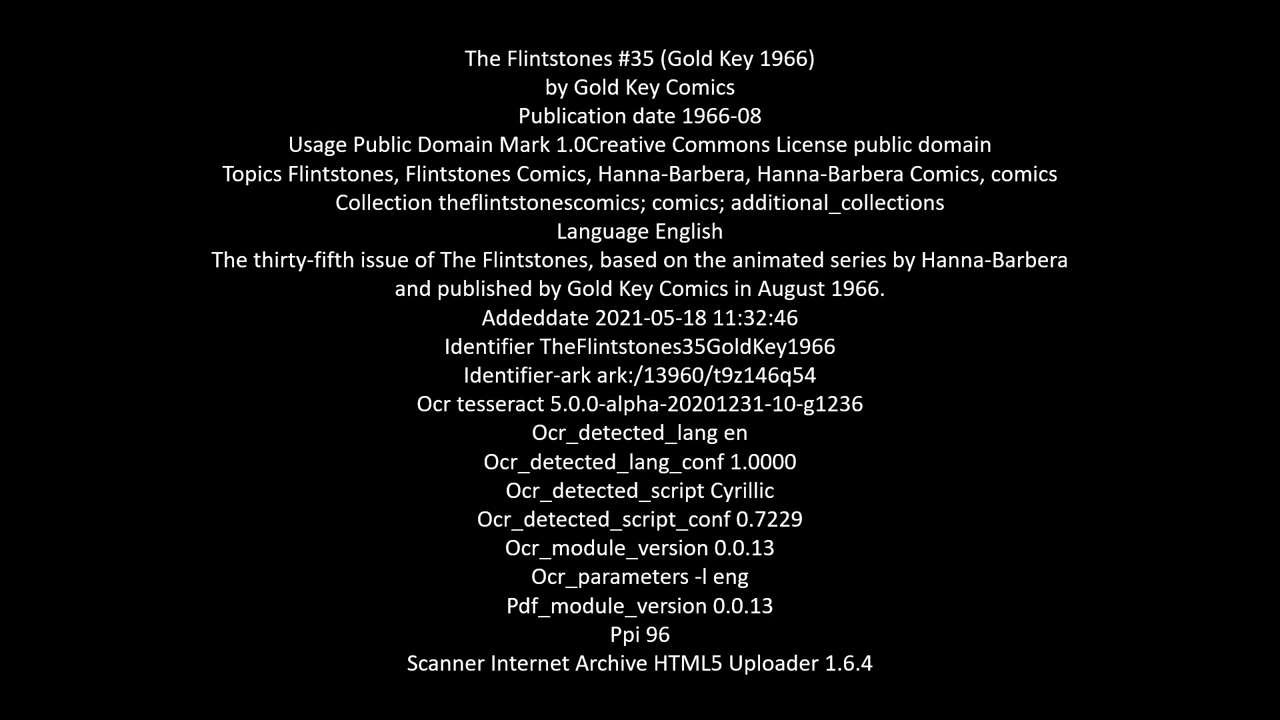 The Flintstones #35 (Gold Key 1966)
by Gold Key Comics
Publication date 1966-08
Usage Public Domain Mark 1.0Creative Commons License public domain
Topics Flintstones, Flintstones Comics, Hanna-Barbera, Hanna-Barbera Comics, comics
Collection theflintstonescomics; comics; additional_collections
Language English
The thirty-fifth issue of The Flintstones, based on the animated series by Hanna-Barbera
and published by Gold Key Comics in August 1966.
Addeddate 2021-05-18 11:32:46
Identifier TheFlintstones35GoldKey1966
Identifier-ark ark:/13960/t9z146q54
Ocr tesseract 5.0.0-alpha-20201231-10-g1236
Ocr_detected_lang en
Ocr_detected_lang_conf 1.0000
Ocr_detected_script Cyrillic
Ocr_detected_script_conf 0.7229
Ocr_module_version 0.0.13
Ocr_parameters -l eng
Pdf_module_version 0.0.13
Ppi 96
Scanner Internet Archive HTML5 Uploader 1.6.4